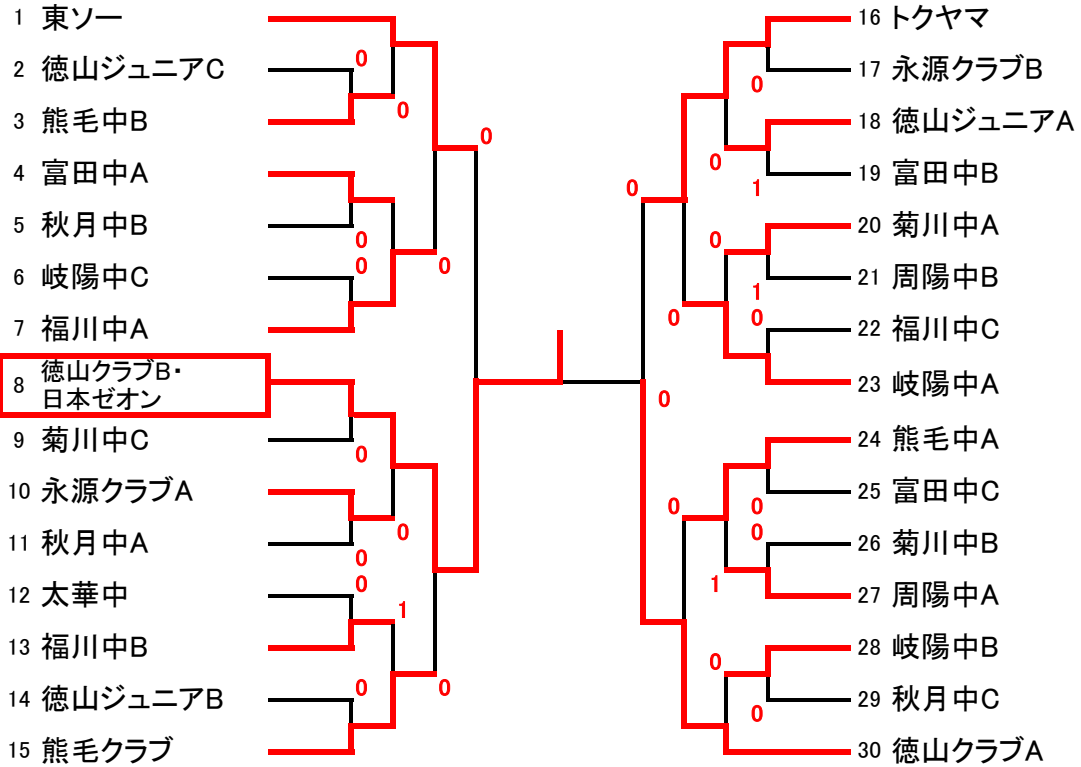 1 東ソー
2 徳山ジュニアC
3 熊毛中B
4 富田中A
5 秋月中B
6 岐陽中C
7 福川中A
8 徳山クラブB・
日本ゼオン
9 菊川中C
10 永源クラブA
11 秋月中A
12 太華中
13 福川中B
14 徳山ジュニアB
15 熊毛クラブ
0
0
0
0
0
0
0
0
0
0
1
0
0
0
0
0
0
0
1
0
1
0
0
0
0
0
1
0
0
16 トクヤマ
17 永源クラブB
18 徳山ジュニアA
19 富田中B
20 菊川中A
21 周陽中B
22 福川中C
23 岐陽中A
24 熊毛中A
25 富田中C
26 菊川中B
27 周陽中A
28 岐陽中B
29 秋月中C
30 徳山クラブA